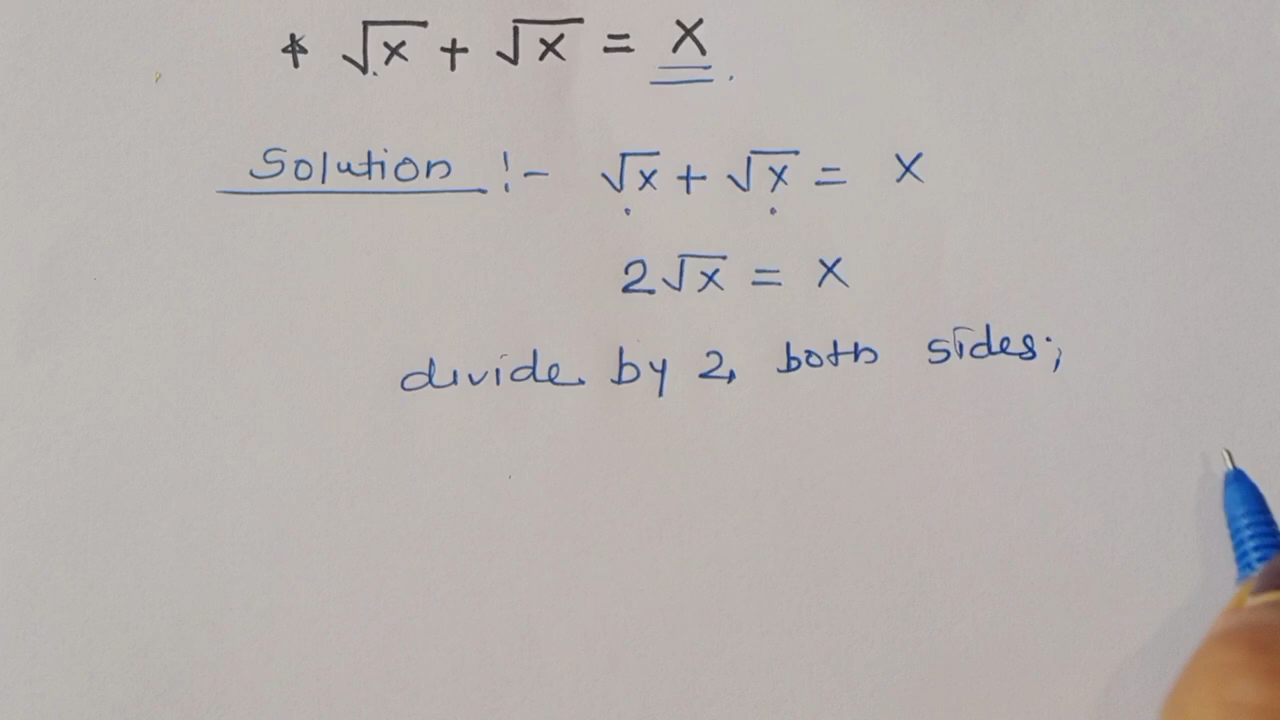 * √x + √x = x.
Solution :- √x + √x = x
2√x = x
divide by 2, both sides;